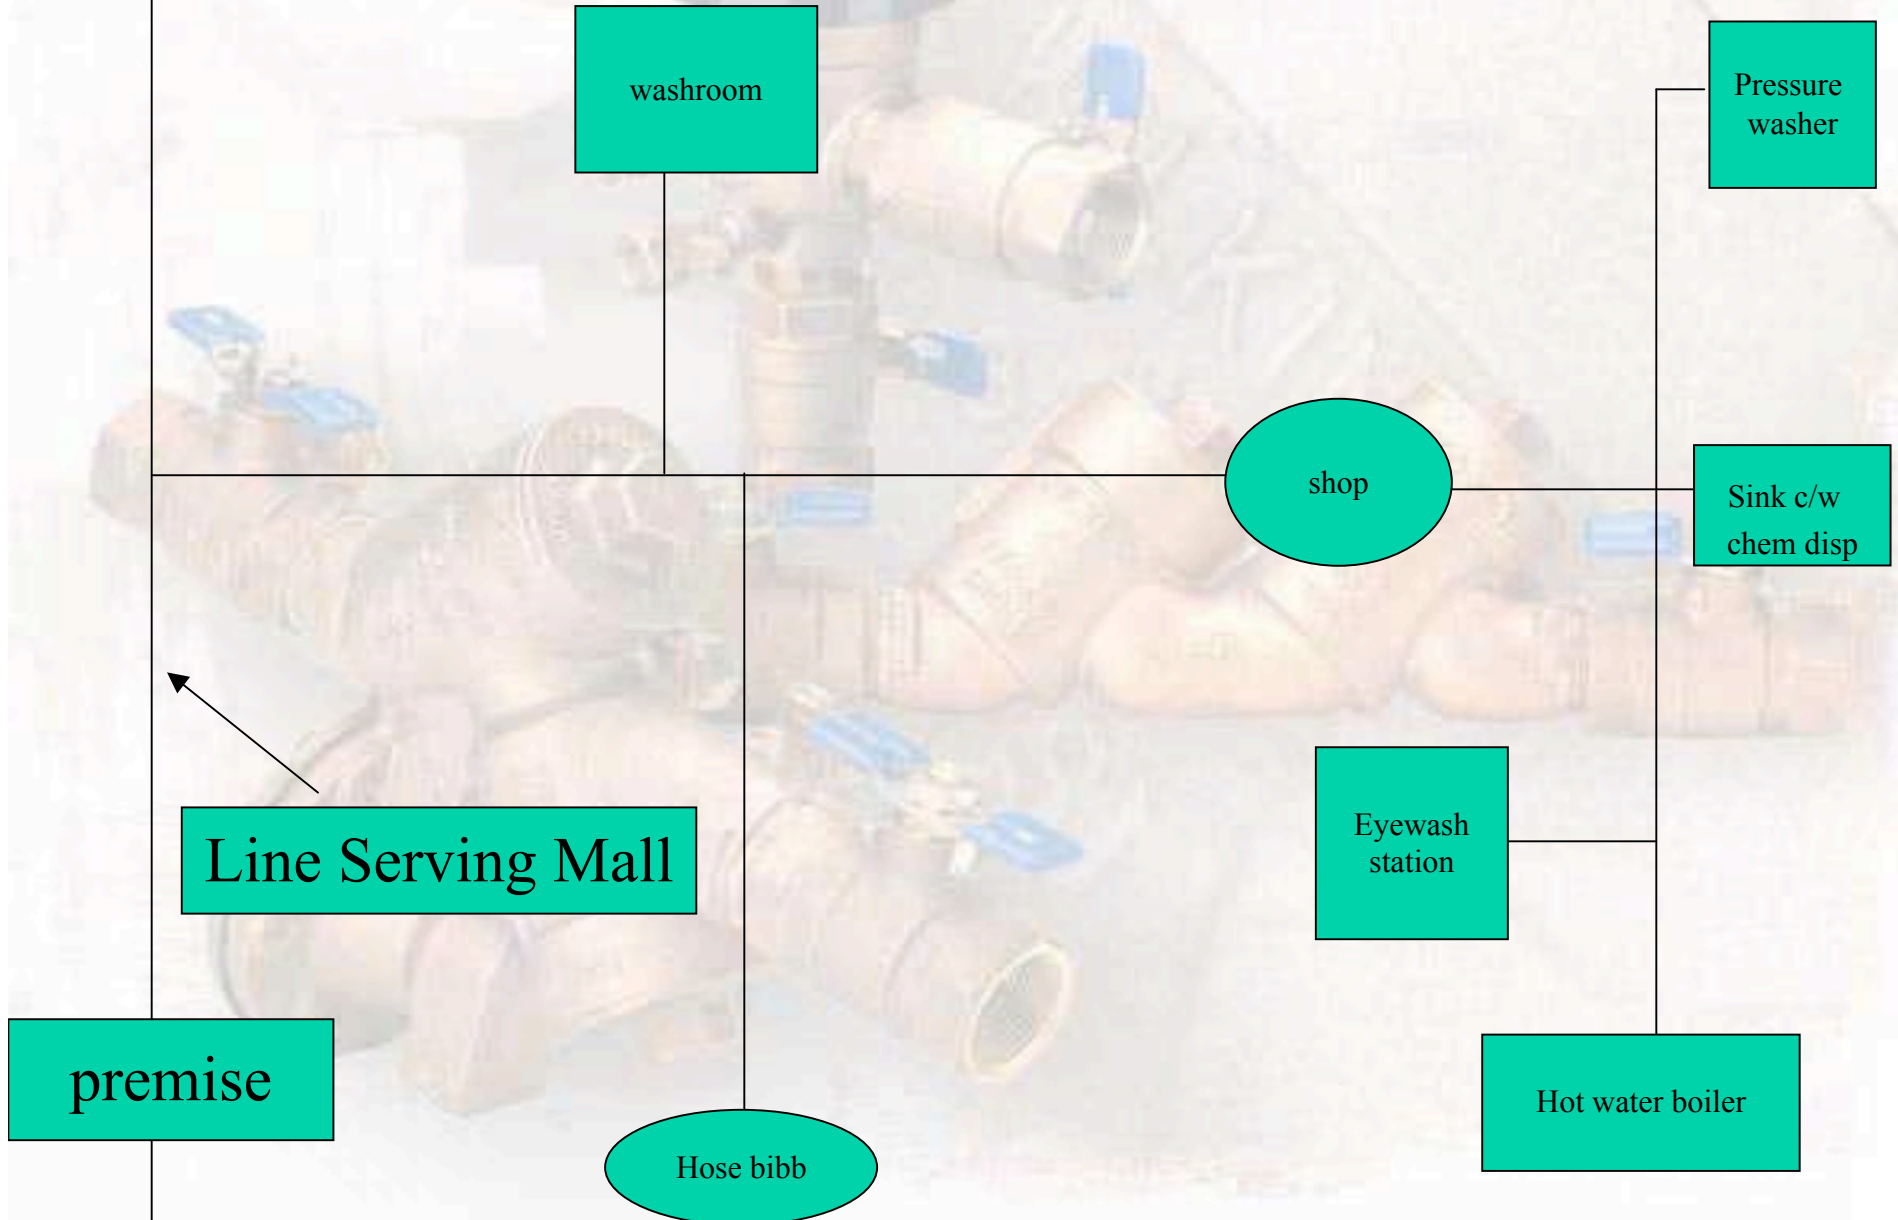 washroom
Pressure
washer
shop
Sink c/w
chem disp
Line Serving Mall
Eyewash
station
premise
Hose bibb
Hot water boiler